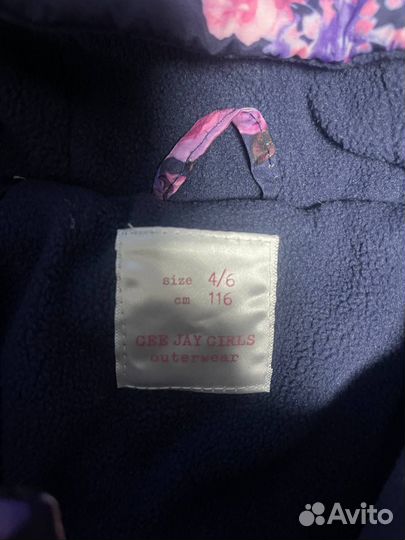 size 4/6
cm 116
CEE JAY GIRLS
outerwear
Avito